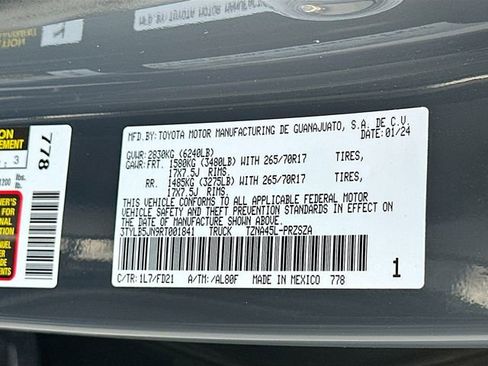 MFD.BY: TOYOTA MOTOR MANUFACTURING DE GUANAJUATO, S.A. DE C.V.
DATE: 01/24
GVWR: 2830KG (6240LB)
GAWR: FRT. 1580KG (3480LB) WITH 265/70R17 TIRES,
17X7.5J RIMS
RR. 1485KG (3275LB) WITH 265/70R17 TIRES,
17X7.5J RIMS
THIS VEHICLE CONFORMS TO ALL APPLICABLE FEDERAL MOTOR
VEHICLE SAFETY AND THEFT PREVENTION STANDARDS IN EFFECT ON
THE DATE OF MANUFACTURE SHOWN ABOVE.
3TYLB5JN9RT001841 TRUCK TZNA45L-PRZSZA
1
C/TR: 1L7/FD21 A/TM: /AL80F MADE IN MEXICO 778
778
1200 lbs.